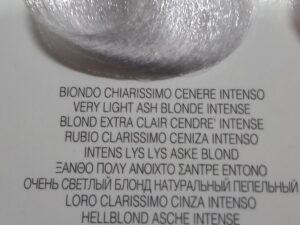 BIONDO CHIARISSIMO CENERE INTENSO
VERY LIGHT ASH BLONDE INTENSE
BLOND EXTRA CLAIR CENDRE' INTENSE
RUBIO CLARISSIMO CENIZA INTENSO
INTENS LYS LYS ASKE BLOND
ΞΑΝΘΟ ΠΟΛΥ ΑΝΟΙΧΤΟ ΣΑΝΤΡΕ ΕΝΤΟΝΟ
ОЧЕНЬ СВЕТЛЫЙ БЛОНД НАТУРАЛЬНЫЙ ПЕПЕЛЬНЫЙ
LORO CLARISSIMO CINZA INTENSO
HELLBLOND ASCHE INTENSE